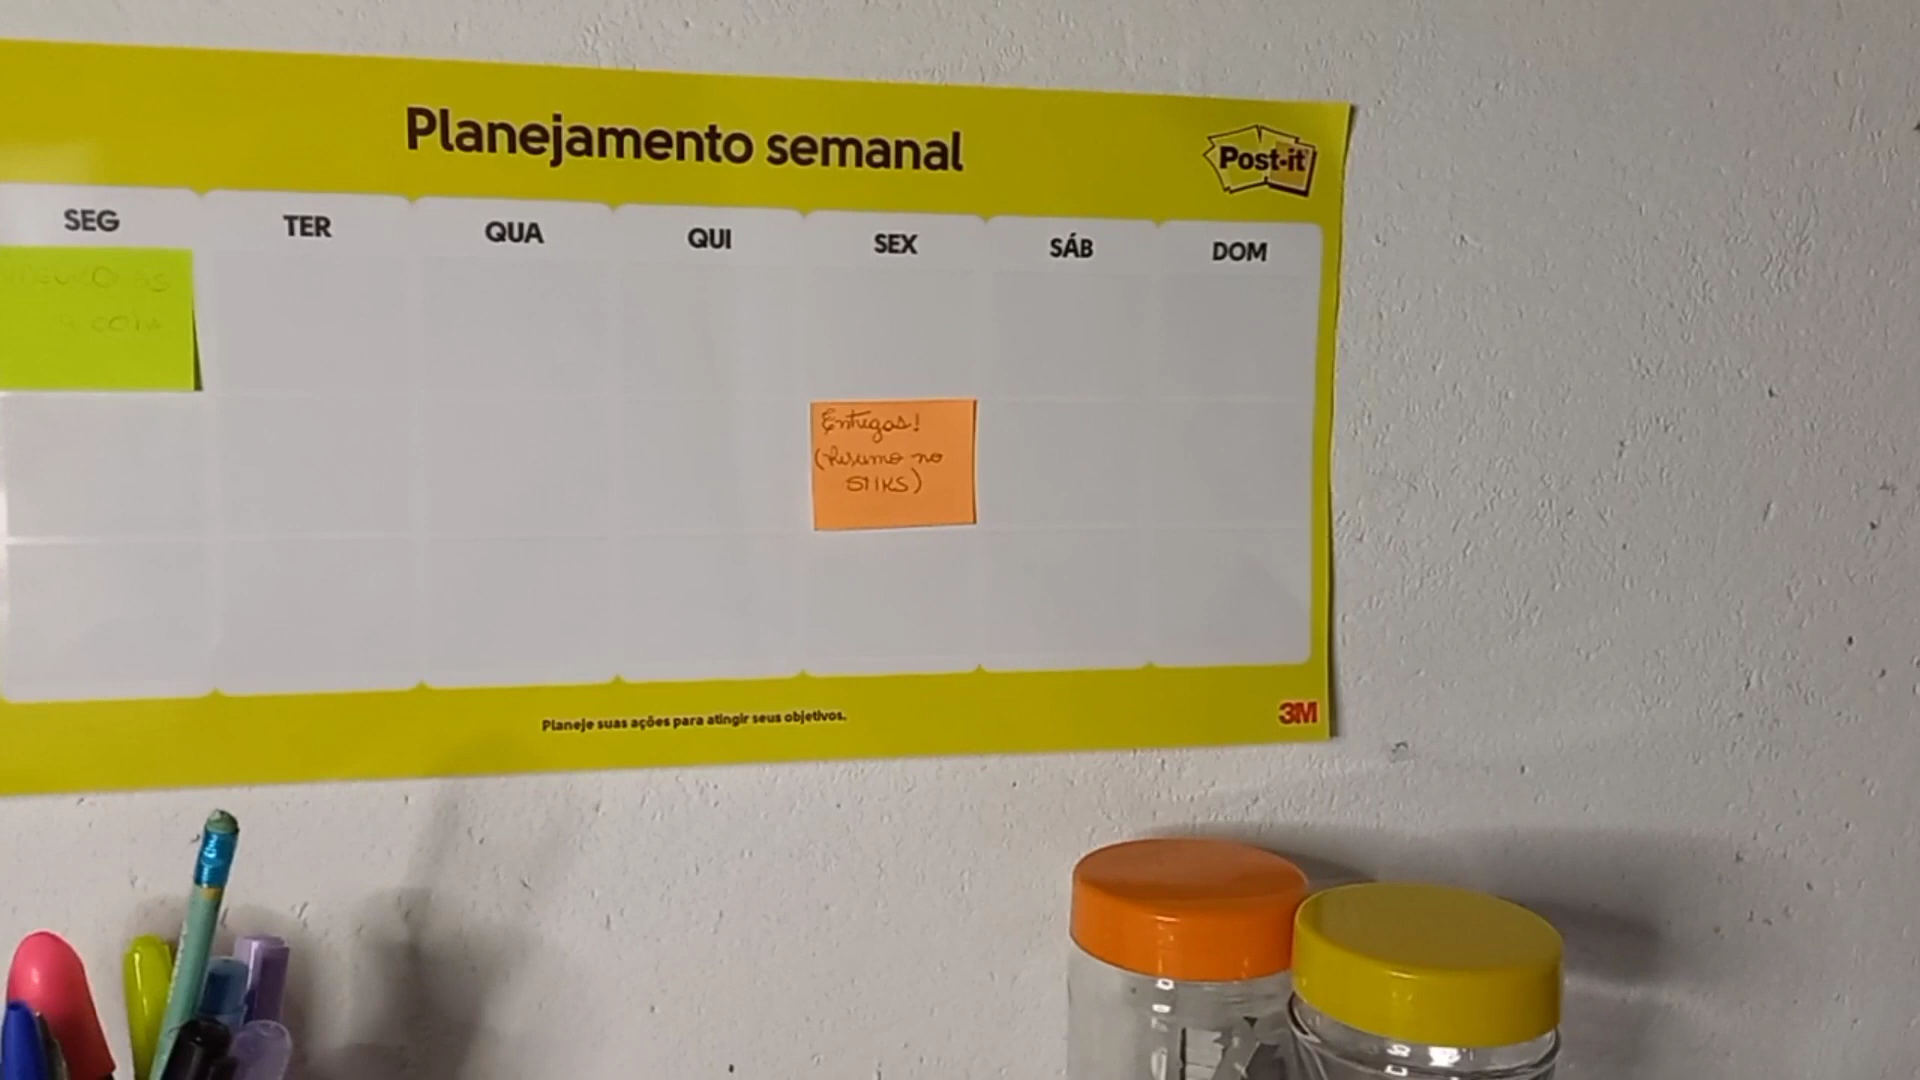 Planejamento semanal
Post-it
SEG TER QUA QUI SEX SÁB DOM
Entregas!
(Resumo no
Planeje suas ações para atingir seus objetivos.
3M